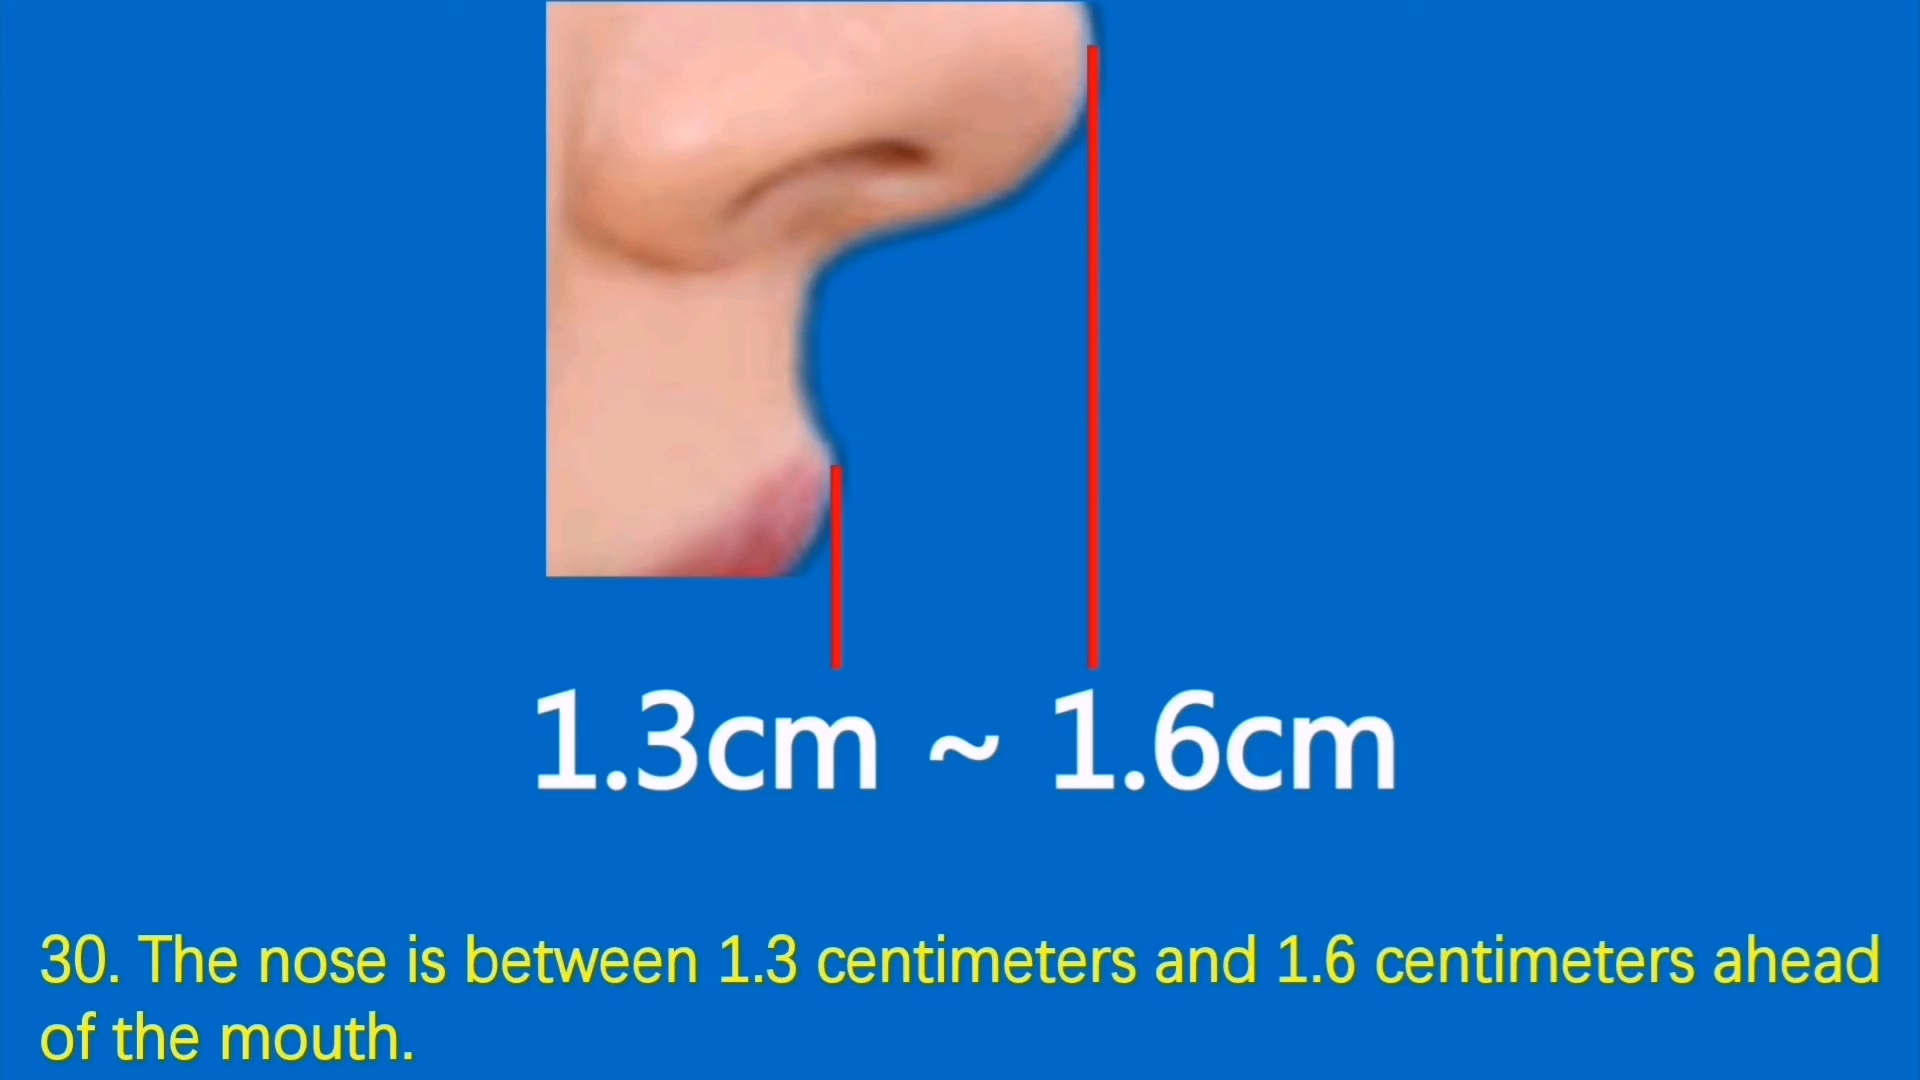 1.3cm ~ 1.6cm
30. The nose is between 1.3 centimeters and 1.6 centimeters ahead
of the mouth.